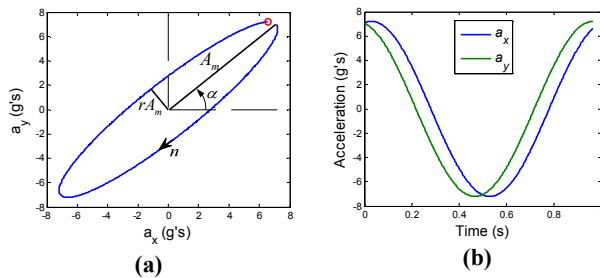 8
6
4
2
0
-2
-4
-6
-8
a_y (g's)
A_m
rA_m
α
n
-8 -6 -4 -2 0 2 4 6 8
a_x (g's)
(a)
8
6
4
2
0
-2
-4
-6
-8
Acceleration (g's)
a_x
a_y
0 0.2 0.4 0.6 0.8
Time (s)
(b)